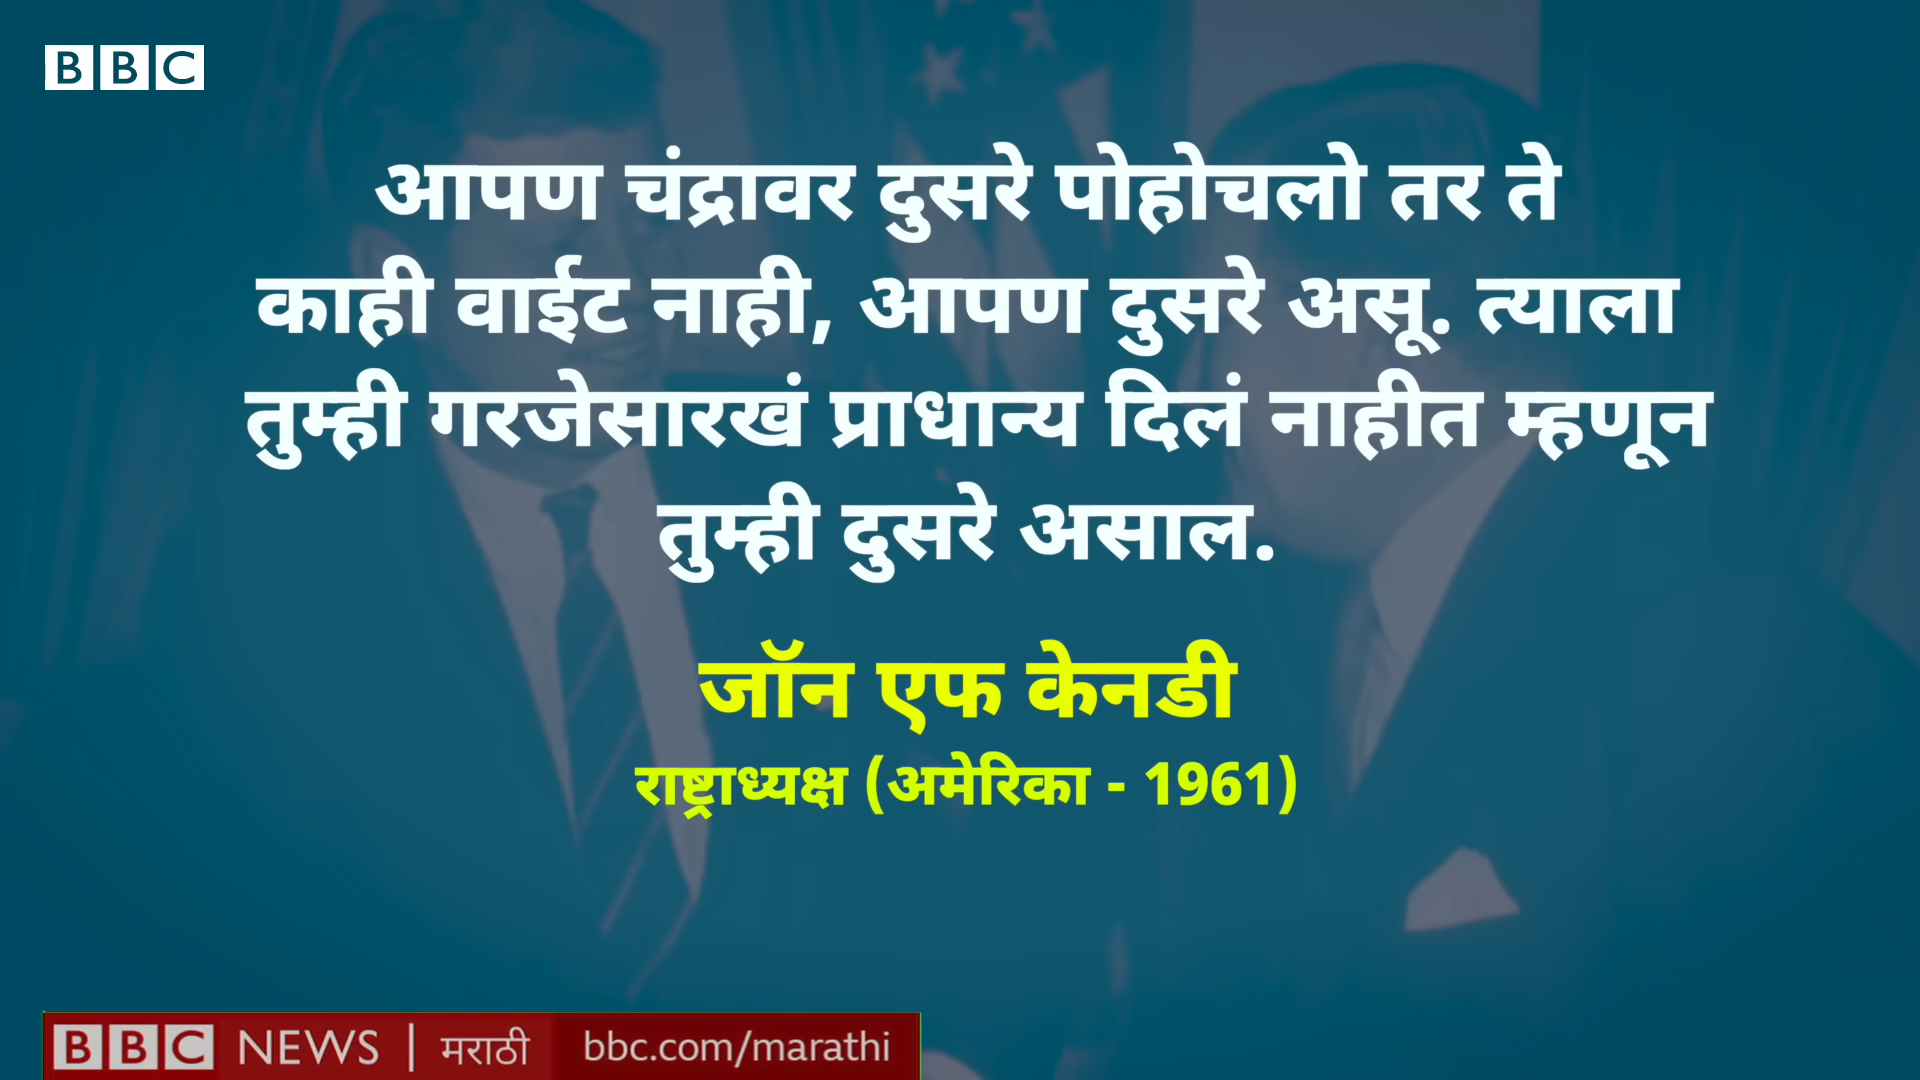 BBC
आपण चंद्रावर दुसरे पोहोचलो तर ते
काही वाईट नाही, आपण दुसरे असू. त्याला
तुम्ही गरजेसारखं प्राधान्य दिलं नाहीत म्हणून
तुम्ही दुसरे असाल.
जॉन एफ केनडी
राष्ट्राध्यक्ष (अमेरिका - 1961)
BBC NEWS | मराठी bbc.com/marathi